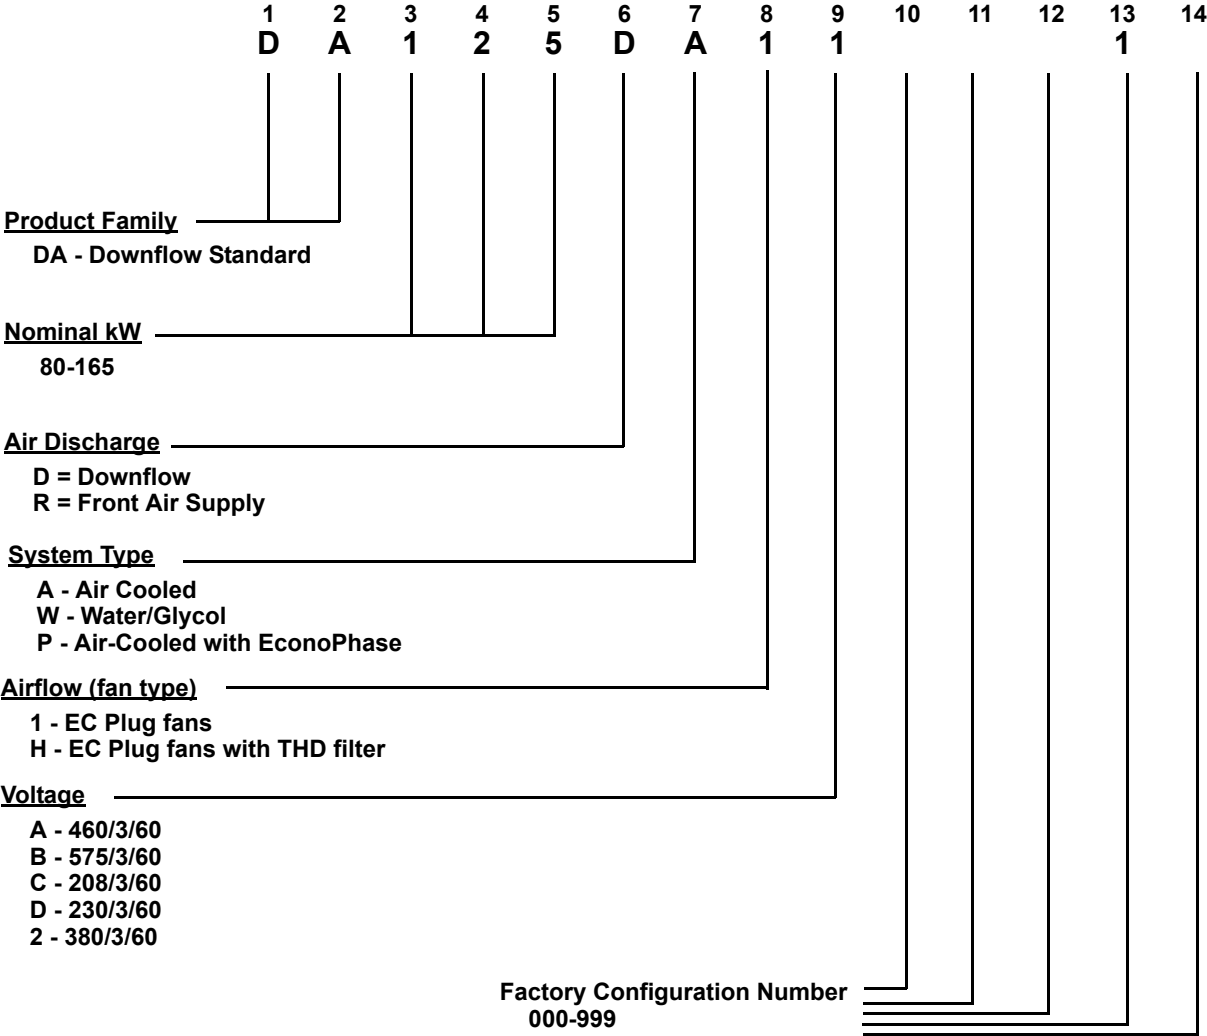 1 2 3 4 5 6 7 8 9 10 11 12 13 14
D A 1 2 5 D A 1 1 1
Product Family
DA - Downflow Standard
Nominal kW
80-165
Air Discharge
D = Downflow
R = Front Air Supply
System Type
A - Air Cooled
W - Water/Glycol
P - Air-Cooled with EconoPhase
Airflow (fan type)
1 - EC Plug fans
H - EC Plug fans with THD filter
Voltage
A - 460/3/60
B - 575/3/60
C - 208/3/60
D - 230/3/60
2 - 380/3/60
Factory Configuration Number
000-999